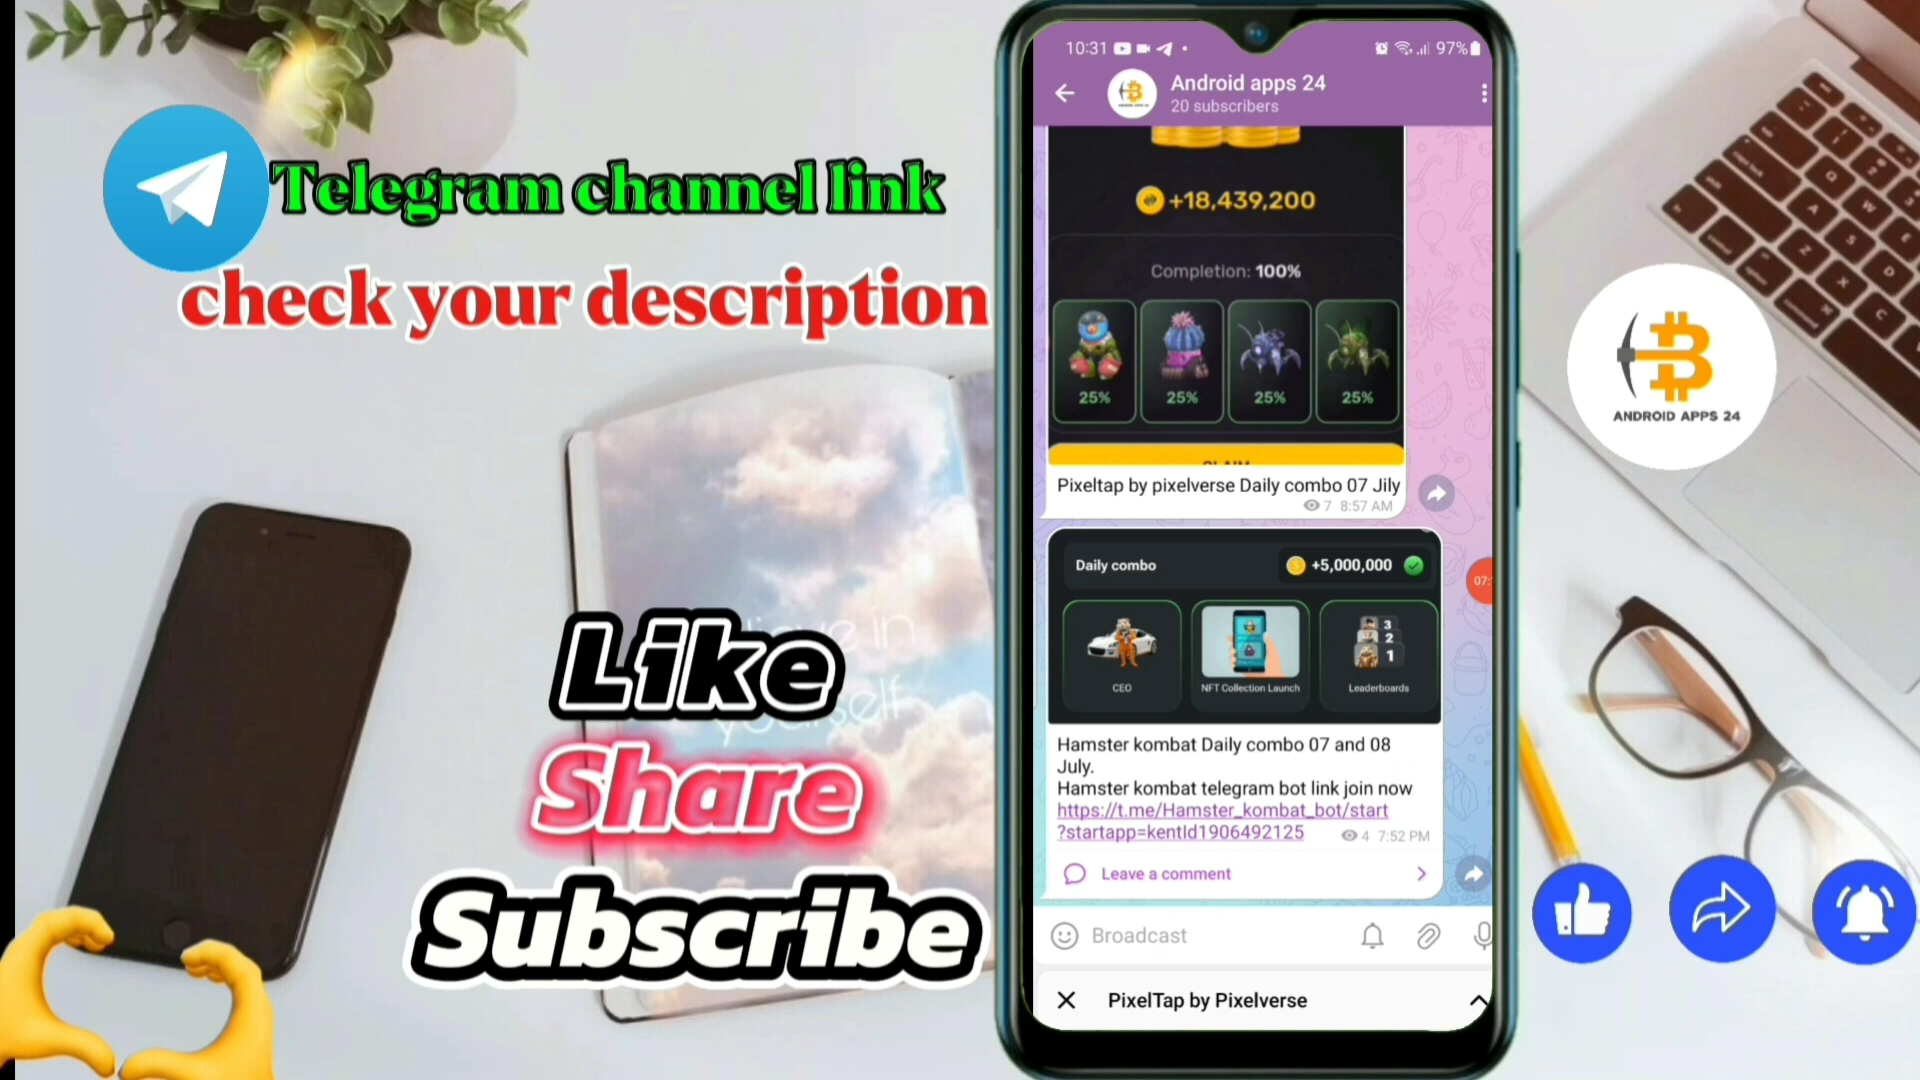 Telegram channel link
check your description
Like
Share
Subscribe
10:31
97%
Android apps 24
20 subscribers
+18,439,200
Completion: 100%
25%
25%
25%
25%
Pixeltap by pixelverse Daily combo 07 Jily
7 8:57 AM
Daily combo
+5,000,000
CEO
NFT Collection Launch
3
2
1
Leaderboards
Hamster kombat Daily combo 07 and 08
July.
Hamster kombat telegram bot link join now
https://t.me/Hamster_kombat_bot/start
?startapp=kentId1906492125
4 7:52 PM
Leave a comment
Broadcast
PixelTap by Pixelverse
ANDROID APPS 24